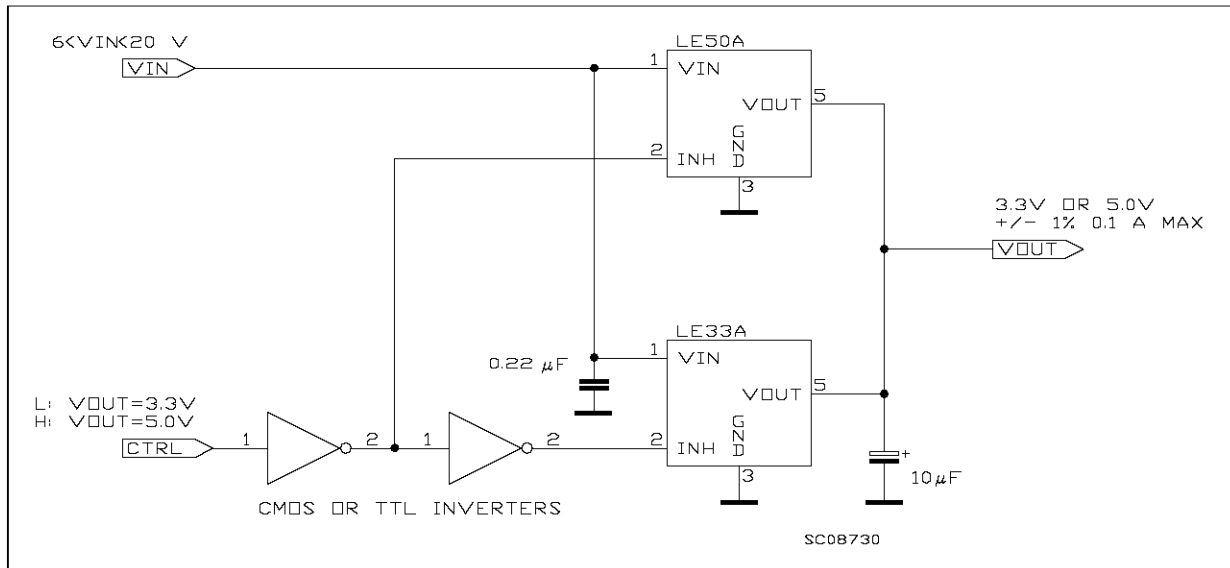 6<VIN<20 V
VIN
LE50A
1
VIN
VOUT
5
GND
2
INH
3
3.3V OR 5.0V
+/- 1% 0.1 A MAX
VOUT
LE33A
0.22 μF
1
VIN
VOUT
5
GND
2
INH
3
L: VOUT=3.3V
H: VOUT=5.0V
CTRL
1
2
1
2
CMOS OR TTL INVERTERS
+
10μF
SC08730